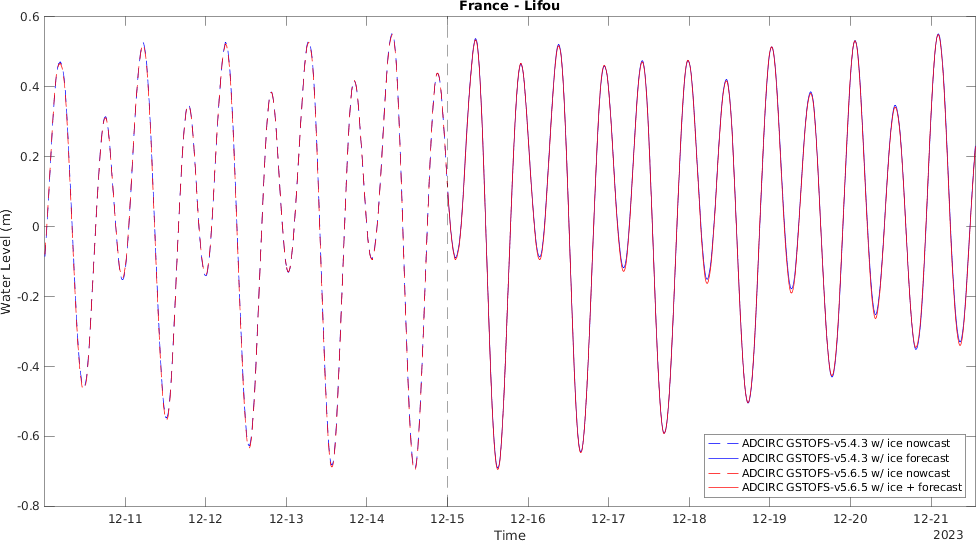 France - Lifou
0.6
0.4
0.2
0
-0.2
-0.4
-0.6
-0.8
Water Level (m)
ADCIRC GSTOFS-v5.4.3 w/ ice nowcast
ADCIRC GSTOFS-v5.4.3 w/ ice forecast
ADCIRC GSTOFS-v5.6.5 w/ ice nowcast
ADCIRC GSTOFS-v5.6.5 w/ ice + forecast
12-11 12-12 12-13 12-14 12-15 12-16 12-17 12-18 12-19 12-20 12-21
Time
2023